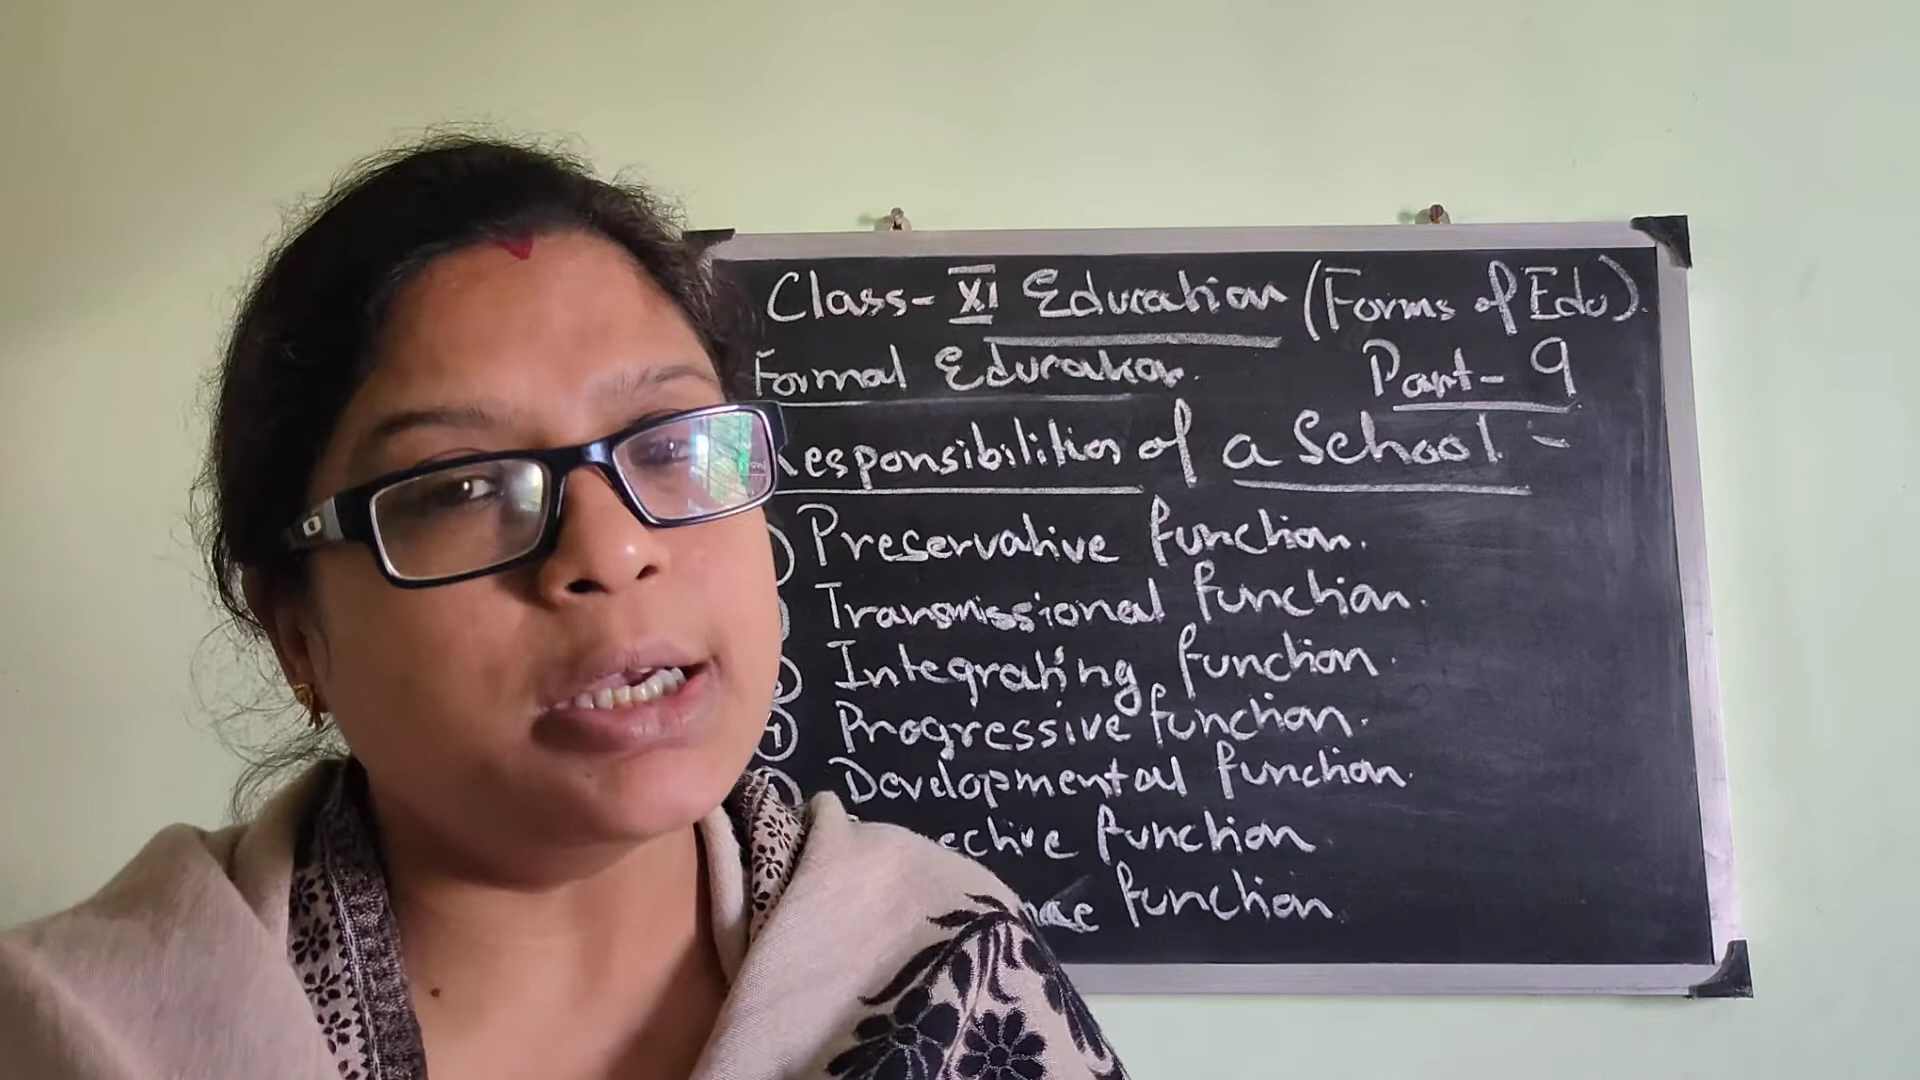 Class- XI Education (Forms of Edu).
Formal Education. Part- 9
Responsibilities of a School -
Preservative function.
Transmissional function.
Integrating function.
④ Progressive function.
Developmental function.
function
function